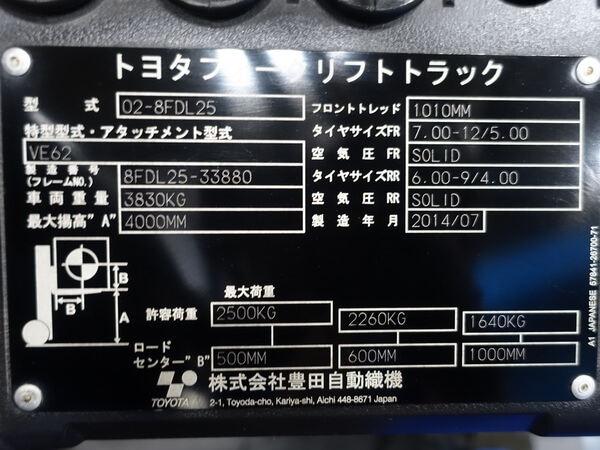 トヨタフォークリフトトラック
型式 02-8FDL25
特型型式・アタッチメント型式
VE62
製造番号
(フレームNO.) 8FDL25-33880
車両重量 3830KG
最大揚高"A" 4000MM
フロントトレッド 1010MM
タイヤサイズFR 7.00-12/5.00
空気圧FR SOLID
タイヤサイズRR 6.00-9/4.00
空気圧RR SOLID
製造年月 2014/07
B
B
A
最大荷重
許容荷重 2500KG 2260KG 1640KG
ロード
センター"B" 500MM 600MM 1000MM
株式会社豊田自動織機
TOYOTA 2-1, Toyoda-cho, Kariya-shi, Aichi 448-8671 Japan
A1 JAPANESE 57841-26700-71